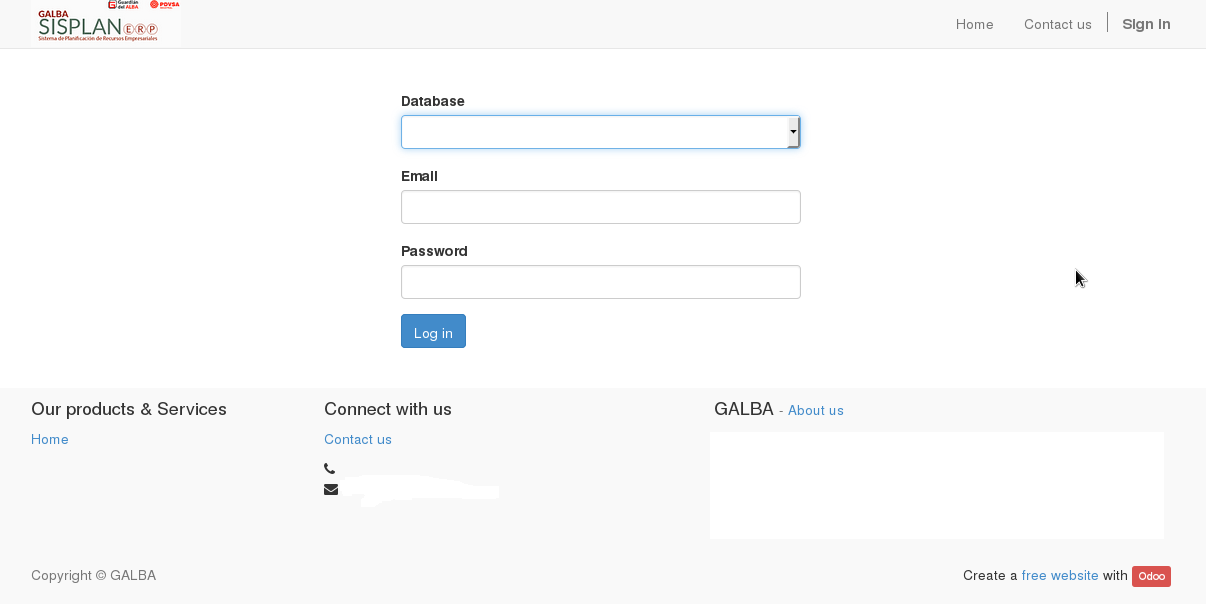 Guardián
del ALBA
PDVSA
GALBA
SISPLAN ERP
Sistema de Planificación de Recursos Empresariales
Home Contact us Sign in
Database
Email
Password
Log in
Our products & Services
Home
Connect with us
Contact us
GALBA - About us
Copyright © GALBA
Create a free website with Odoo